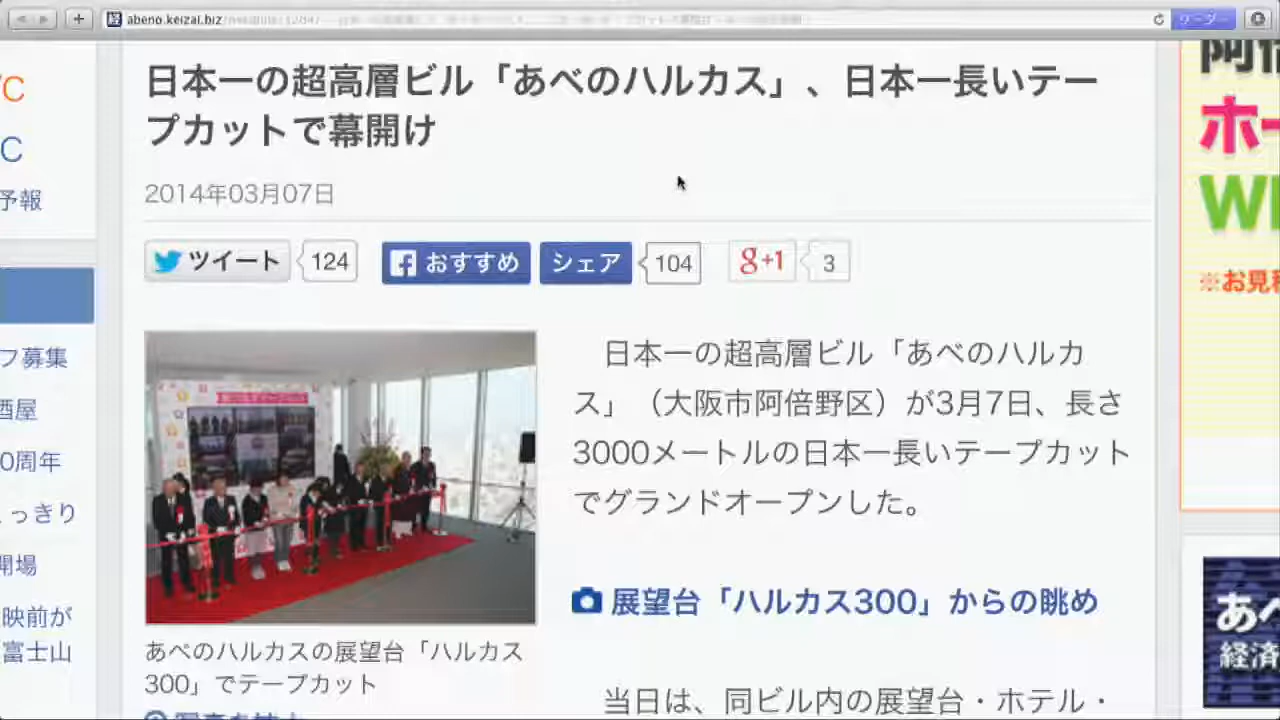 abeno.keizai.biz
リーダー
℃
C
予報
フ募集
酒屋
0周年
っきり
開場
映前が
富士山
日本一の超高層ビル「あべのハルカス」、日本一長いテー
プカットで幕開け
2014年03月07日
ツイート 124 おすすめ シェア 104 g+1 3
日本一の超高層ビル「あべのハルカ
ス」（大阪市阿倍野区）が3月7日、長さ
3000メートルの日本一長いテープカット
でグランドオープンした。
展望台「ハルカス300」からの眺め
当日は、同ビル内の展望台・ホテル・
あべのハルカスの展望台「ハルカス
300」でテープカット
ホー
※お見積
あべ
経済